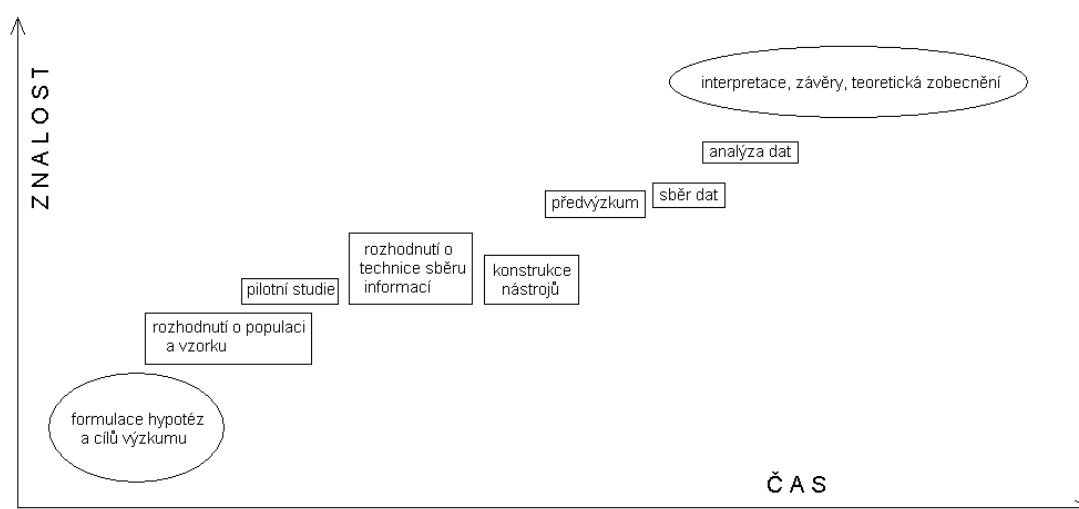 ZNALOST
interpretace, závěry, teoretická zobecnění
analýza dat
sběr dat
předvýzkum
rozhodnutí o
technice sběru
informací
konstrukce
nástrojů
pilotní studie
rozhodnutí o populaci
a vzorku
formulace hypotéz
a cílů výzkumu
ČAS